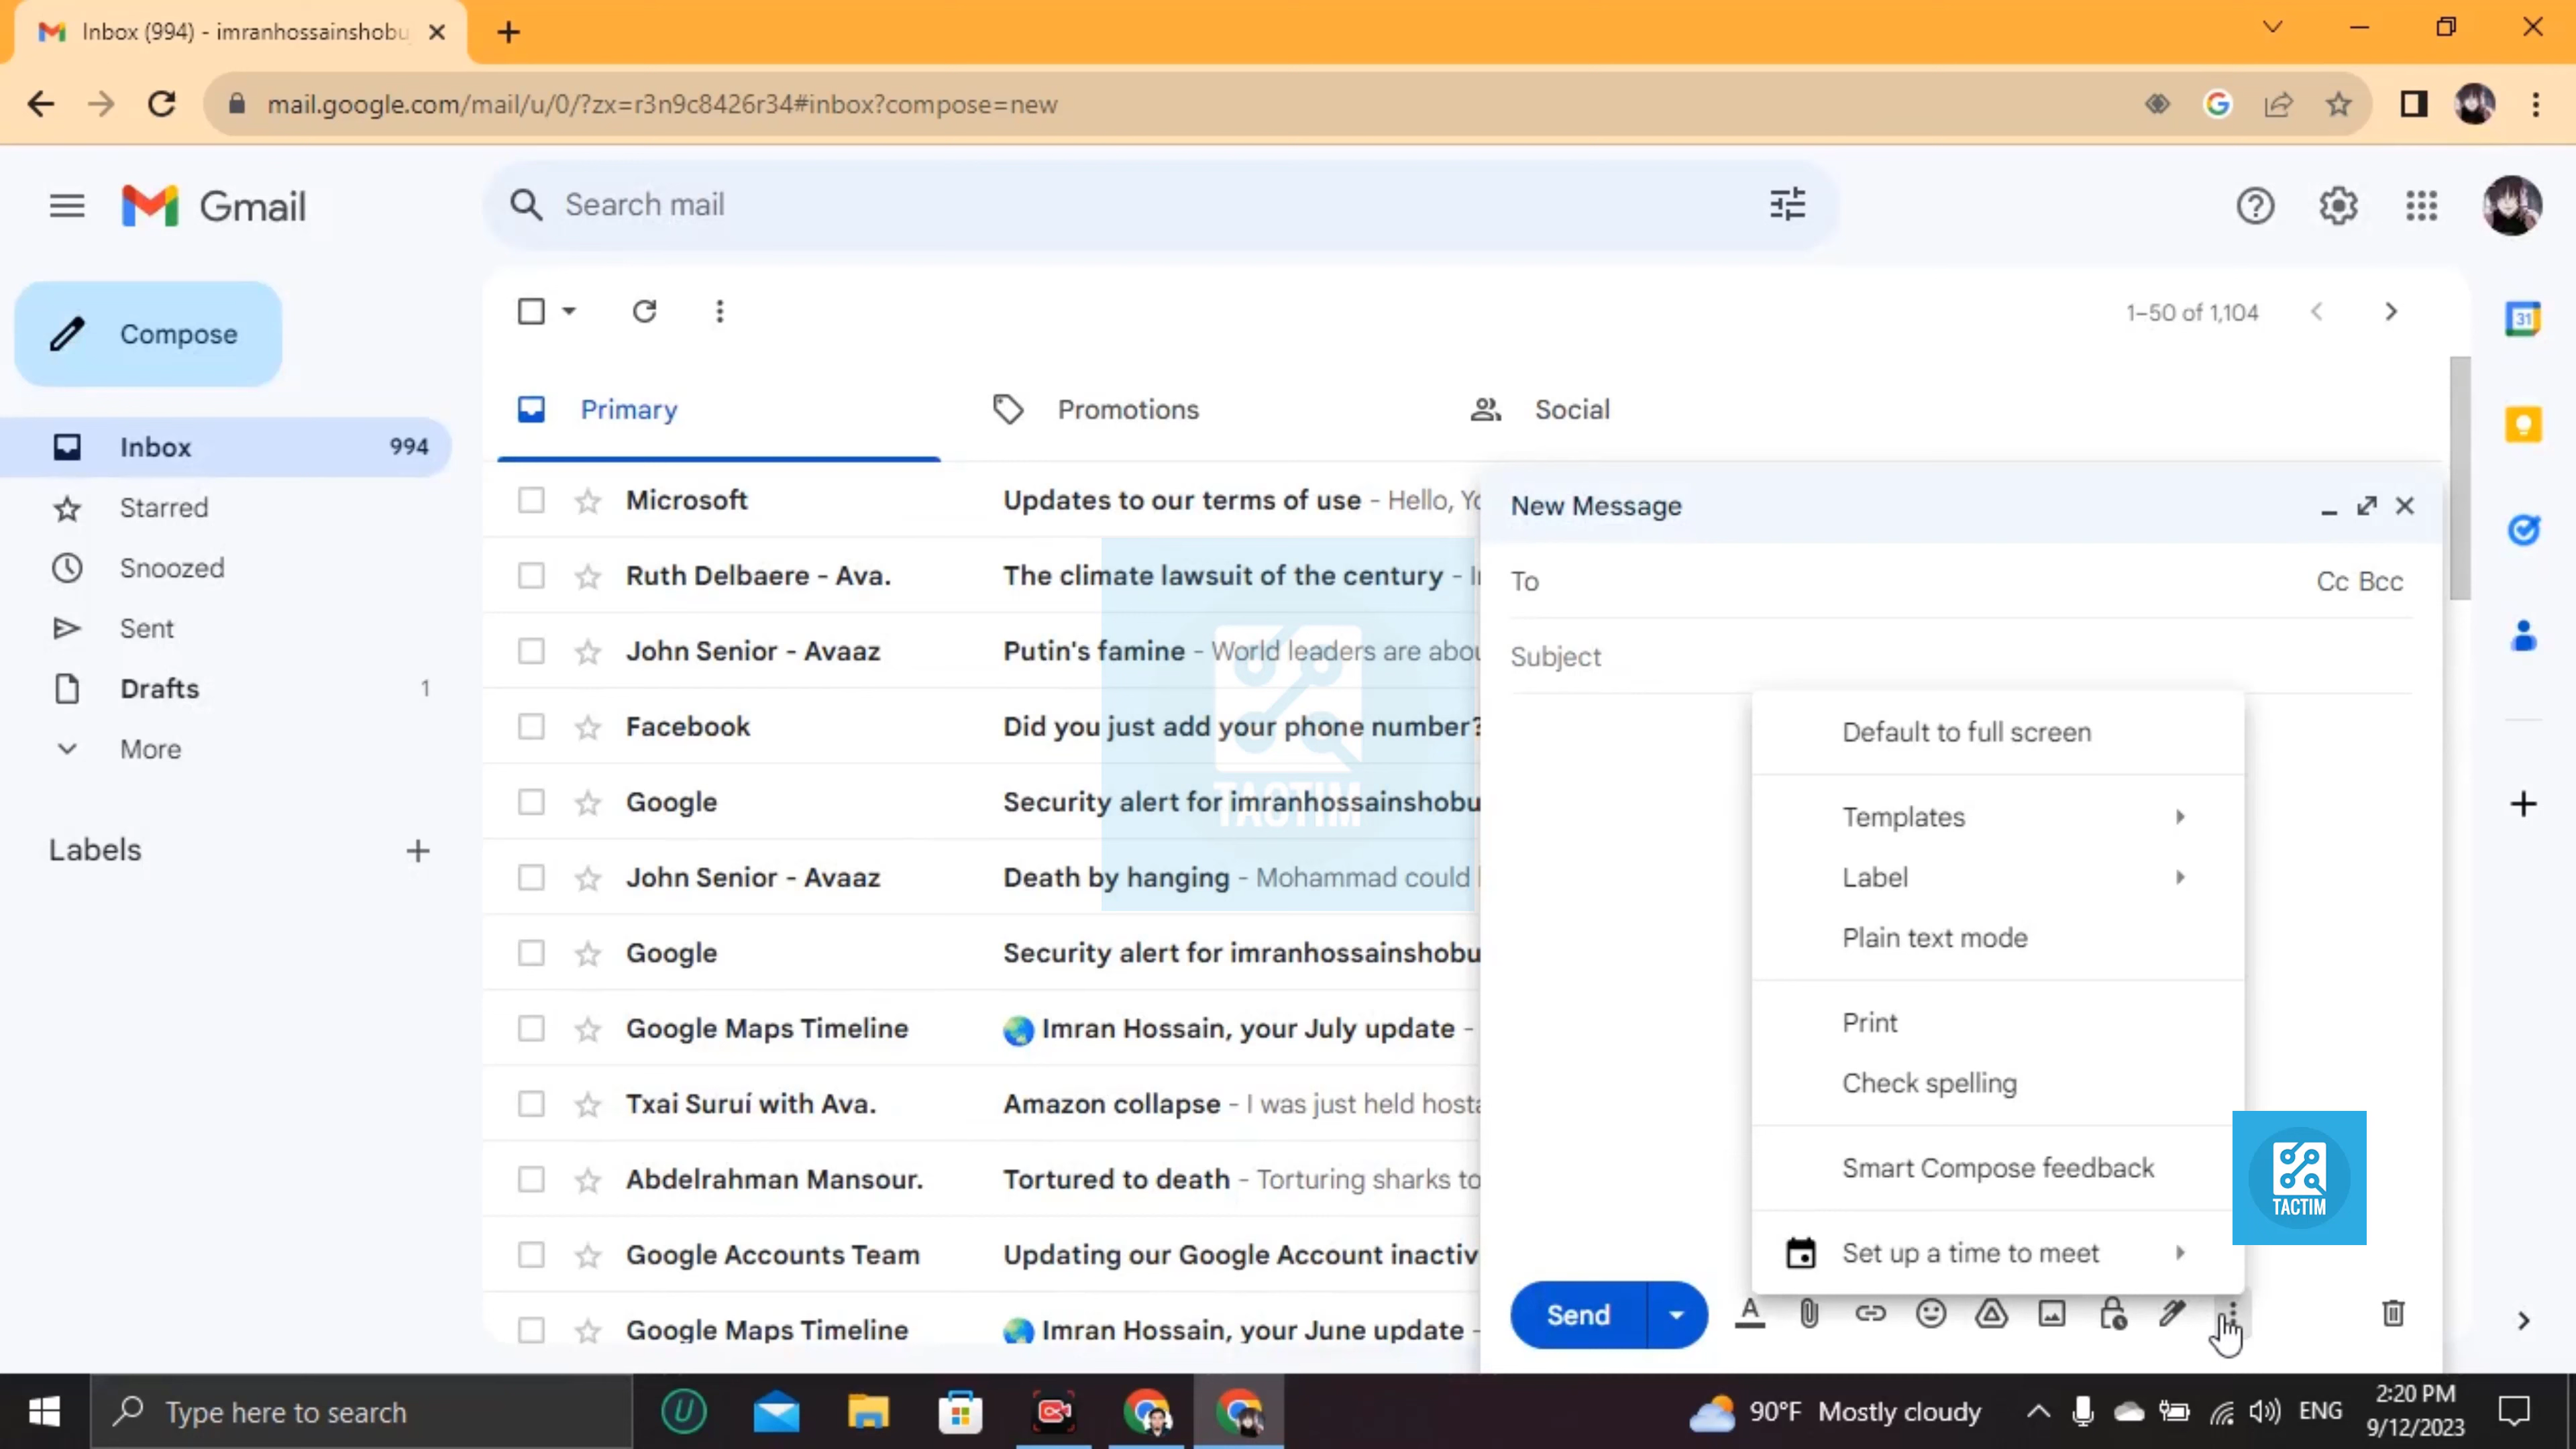 Inbox (994) - imranhossainshobu
mail.google.com/mail/u/0/?zx=r3n9c8426r34#inbox?compose=new
Gmail
Search mail
Compose
1–50 of 1,104
Primary
Promotions
Social
Inbox 994
Starred
Snoozed
Sent
Drafts 1
More
Labels
Microsoft Updates to our terms of use - Hello, Yo
Ruth Delbaere - Ava. The climate lawsuit of the century -
John Senior - Avaaz Putin's famine - World leaders are abou
Facebook Did you just add your phone number?
Google Security alert for imranhossainshobu
John Senior - Avaaz Death by hanging - Mohammad could
Google Security alert for imranhossainshobu
Google Maps Timeline Imran Hossain, your July update -
Txai Suruí with Ava. Amazon collapse - I was just held hosta
Abdelrahman Mansour. Tortured to death - Torturing sharks to
Google Accounts Team Updating our Google Account inactiv
Google Maps Timeline Imran Hossain, your June update -
TACTIM
New Message
To Cc Bcc
Subject
Default to full screen
Templates
Label
Plain text mode
Print
Check spelling
Smart Compose feedback
Set up a time to meet
Send
TACTIM
31
Type here to search
90°F Mostly cloudy
ENG
2:20 PM
9/12/2023